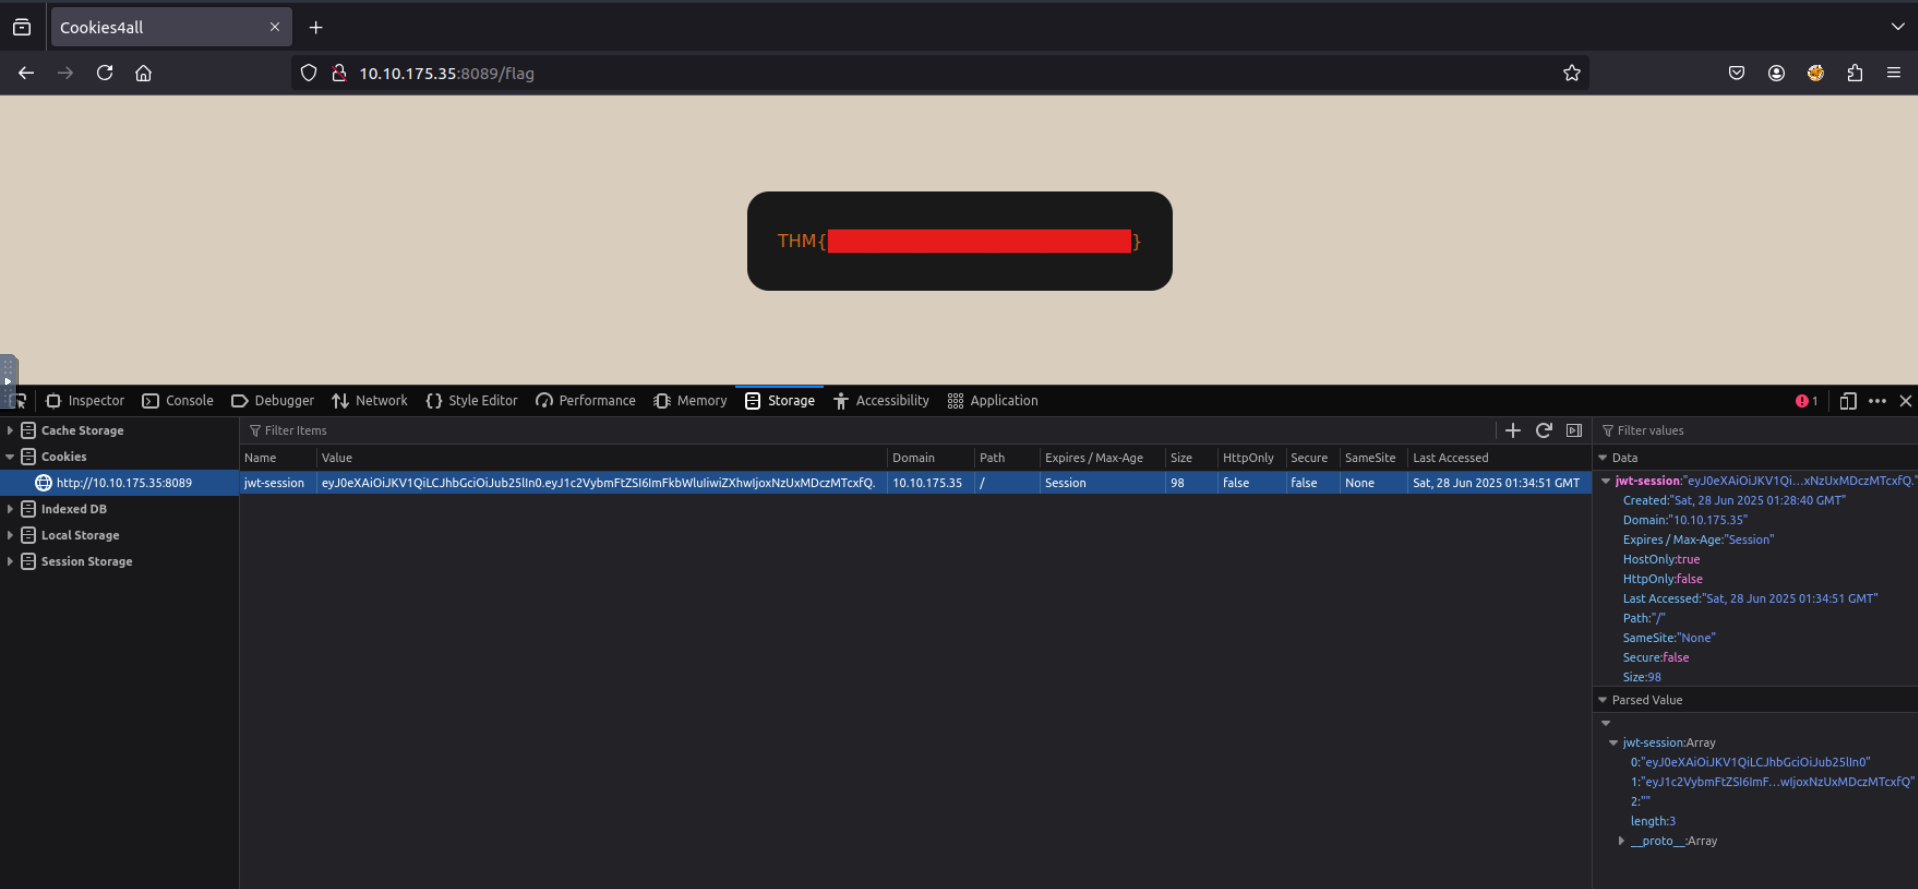 Cookies4all
10.10.175.35:8089/flag
THM{ }
Inspector Console Debugger Network Style Editor Performance Memory Storage Accessibility Application 1
Cache Storage
Cookies
http://10.10.175.35:8089
Indexed DB
Local Storage
Session Storage
Filter Items
Name Value Domain Path Expires / Max-Age Size HttpOnly Secure SameSite Last Accessed
jwt-session eyJ0eXAiOiJKV1QiLCJhbGciOiJub25lIn0.eyJ1c2VybmFtZSI6ImFkbWluIiwiZXhwIjoxNzUxMDczMTcxfQ. 10.10.175.35 / Session 98 false false None Sat, 28 Jun 2025 01:34:51 GMT
Filter values
Data
jwt-session:"eyJ0eXAiOiJKV1Qi…xNzUxMDczMTcxfQ."
Created:"Sat, 28 Jun 2025 01:28:40 GMT"
Domain:"10.10.175.35"
Expires / Max-Age:"Session"
HostOnly:true
HttpOnly:false
Last Accessed:"Sat, 28 Jun 2025 01:34:51 GMT"
Path:"/"
SameSite:"None"
Secure:false
Size:98
Parsed Value
jwt-session:Array
0:"eyJ0eXAiOiJKV1QiLCJhbGciOiJub25lIn0"
1:"eyJ1c2VybmFtZSI6ImF…wIjoxNzUxMDczMTcxfQ"
2:""
length:3
__proto__:Array